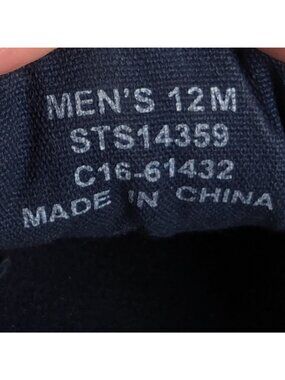 MEN'S 12M
STS14359
C16-61432
MADE IN CHINA